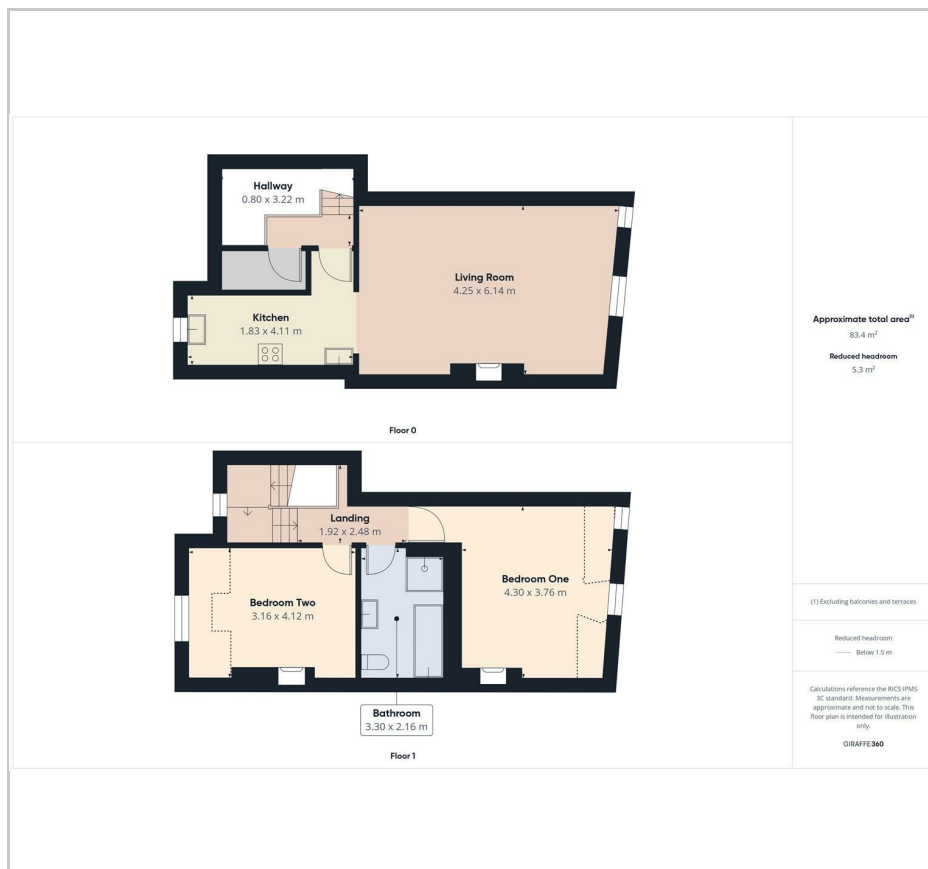 Hallway
0.80 x 3.22 m
Living Room
4.25 x 6.14 m
Kitchen
1.83 x 4.11 m
Floor 0
Landing
1.92 x 2.48 m
Bedroom Two
3.16 x 4.12 m
Bedroom One
4.30 x 3.76 m
Bathroom
3.30 x 2.16 m
Floor 1
Approximate total area(1)
83.4 m²
Reduced headroom
5.3 m²
(1) Excluding balconies and terraces
Reduced headroom
Below 1.5 m
Calculations reference the RICS IPMS
3C standard. Measurements are
approximate and not to scale. This
floor plan is intended for illustration
only.
GIRAFFE360